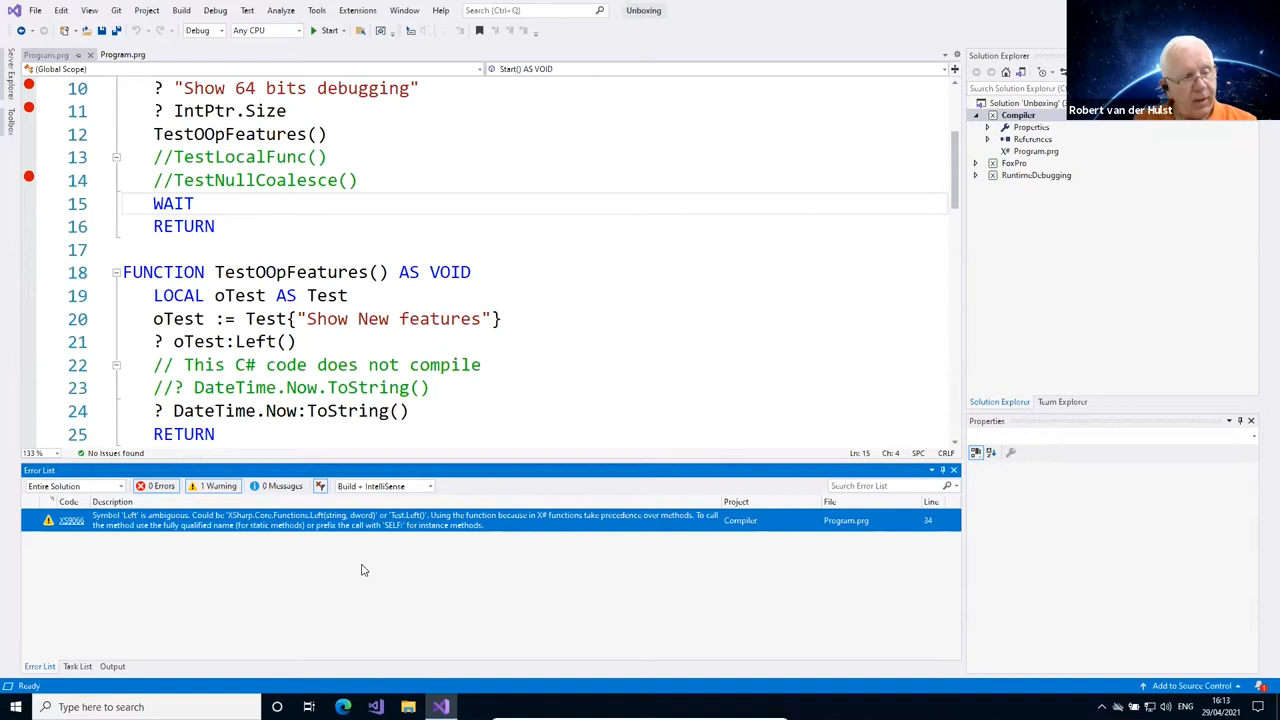 File Edit View Git Project Build Debug Test Analyze Tools Extensions Window Help Search (Ctrl+Q) Unboxing
Debug Any CPU Start
Server Explorer
Toolbox
Program.prg Program.prg
(Global Scope) Start() AS VOID
10 ? "Show 64 bits debugging"
11 ? IntPtr.Size
12 TestOOpFeatures()
13 //TestLocalFunc()
14 //TestNullCoalesce()
15 WAIT
16 RETURN
17
18 FUNCTION TestOOpFeatures() AS VOID
19 LOCAL oTest AS Test
20 oTest := Test{"Show New features"}
21 ? oTest:Left()
22 // This C# code does not compile
23 //? DateTime.Now.ToString()
24 ? DateTime.Now:ToString()
25 RETURN
133 % No issues found Ln: 15 Ch: 4 SPC CRLF
Error List
Entire Solution 0 Errors 1 Warning 0 Messages Build + IntelliSense Search Error List
Code Description Project File Line
XS9066 Symbol 'Left' is ambiguous. Could be 'XSharp.Core.Functions.Left(string, dword)' or 'Test.Left()'. Using the function because in X# functions take precedence over methods. To call Compiler Program.prg 34
the method use the fully qualified name (for static methods) or prefix the call with 'SELF:' for instance methods.
Error List Task List Output
Solution Explorer
Search Solution Explorer
Solution 'Unboxing'
Compiler
Properties
References
Program.prg
FoxPro
RuntimeDebugging
Robert van der Hulst
Solution Explorer Team Explorer
Properties
Ready Add to Source Control 1
Type here to search ENG 16:13
29/04/2021